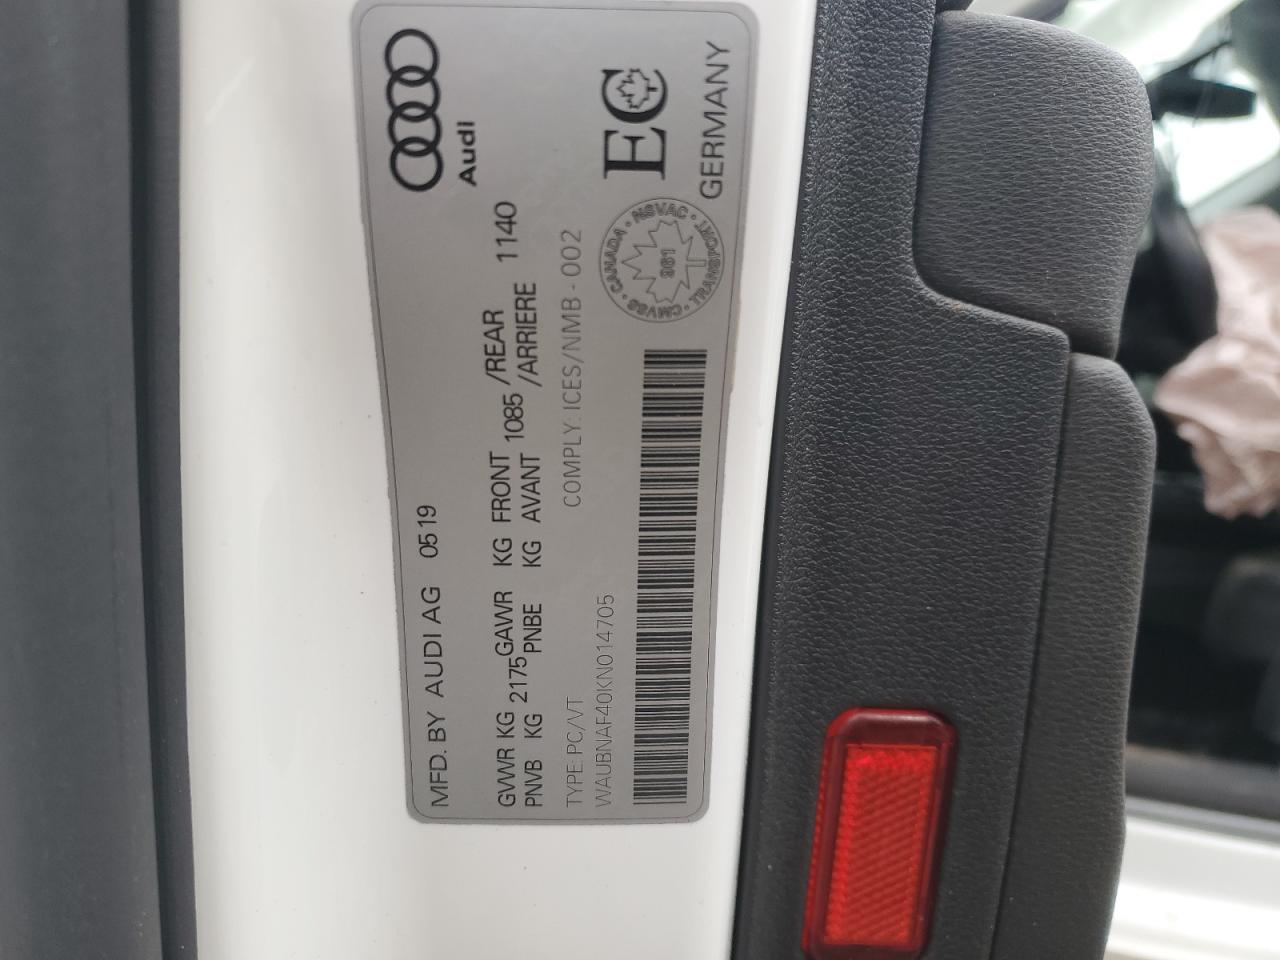 Audi
MFD. BY AUDI AG 0519
GVWR KG 2175 GAWR KG FRONT 1085 /REAR 1140
PNVB KG PNBE KG AVANT /ARRIERE
TYPE: PC/VT COMPLY: ICES/NMB - 002
WAUBNAF40KN014705
CANADA · NSVAC · TRANSPORT · CMVSS ·
961
EC
GERMANY